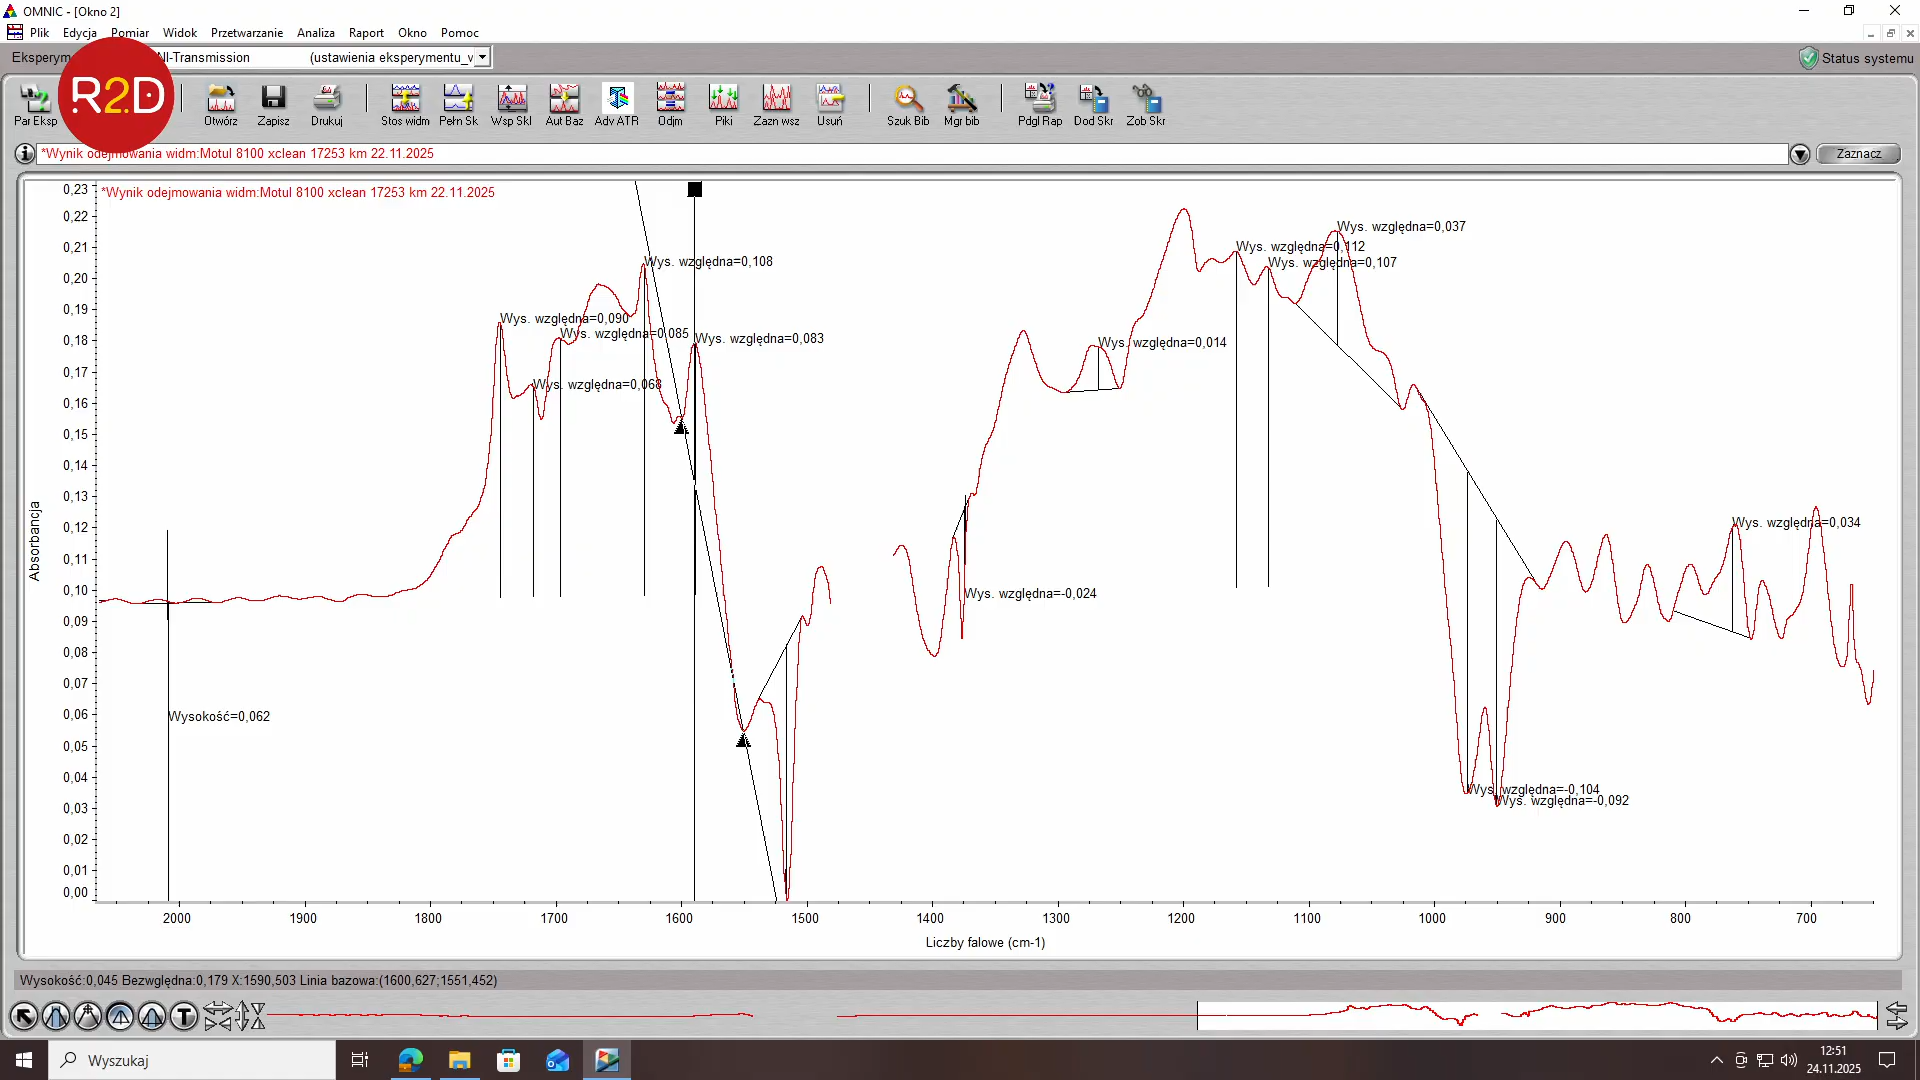 OMNIC - [Okno 2]
Plik Edycja Pomiar Widok Przetwarzanie Analiza Raport Okno Pomoc
Eksperym NI-Transmission (ustawienia eksperymentu_v Status systemu
R2D
Par Eksp Otwórz Zapisz Drukuj Stos widm Pełn Sk Wsp Skl Aut Baz Adv ATR Odjm Piki Zazn wsz Usuń Szuk Bib Mgr bib Pdgl Rap Dod Skr Zob Skr
*Wynik odejmowania widm:Motul 8100 xclean 17253 km 22.11.2025 Zaznacz
*Wynik odejmowania widm:Motul 8100 xclean 17253 km 22.11.2025
0,23
0,22
0,21
0,20
0,19
0,18
0,17
0,16
0,15
0,14
0,13
0,12
0,11
0,10
0,09
0,08
0,07
0,06
0,05
0,04
0,03
0,02
0,01
0,00
Absorbancja
Wys. względna=0,037
Wys. względna=0,112
Wys. względna=0,108
Wys. względna=0,107
Wys. względna=0,090
Wys. względna=0,085
Wys. względna=0,083
Wys. względna=0,014
Wys. względna=0,068
Wys. względna=0,034
Wys. względna=-0,024
Wysokość=0,062
Wys. względna=-0,104
Wys. względna=-0,092
2000 1900 1800 1700 1600 1500 1400 1300 1200 1100 1000 900 800 700
Liczby falowe (cm-1)
Wysokość:0,045 Bezwględna:0,179 X:1590,503 Linia bazowa:(1600,627;1551,452)
T
Wyszukaj
12:51
24.11.2025